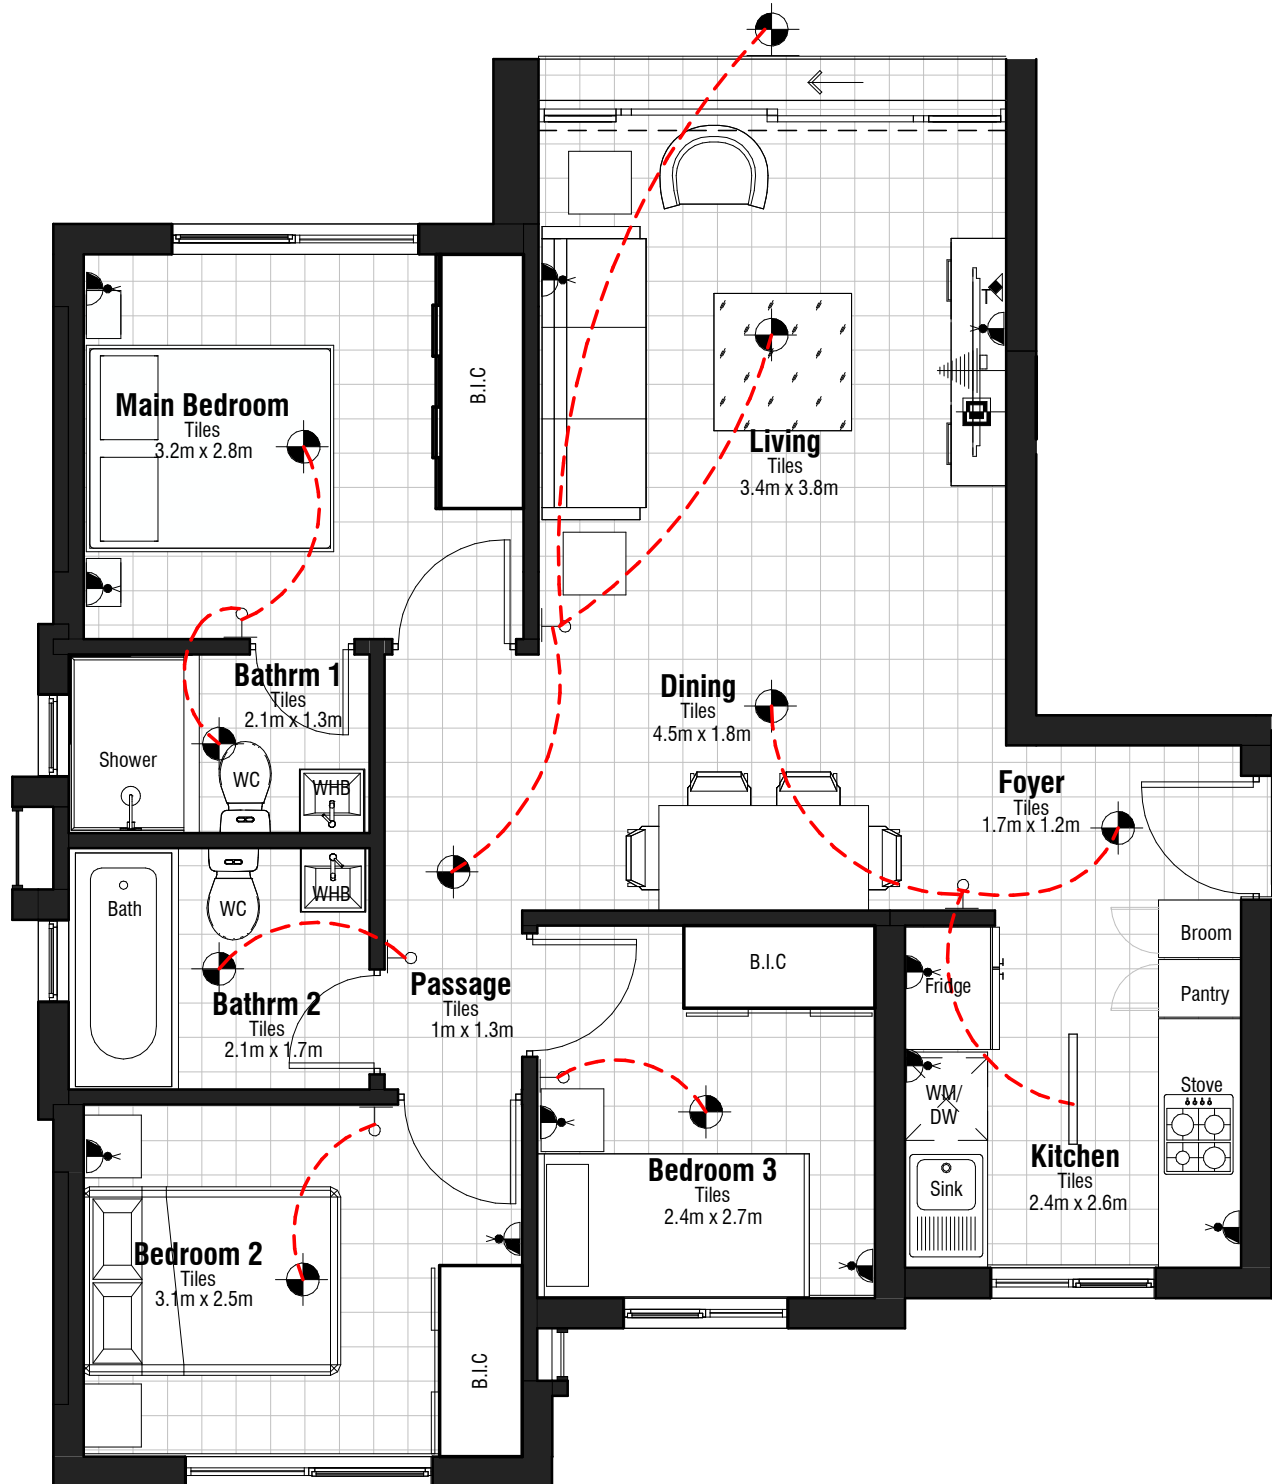 B.I.C
Main Bedroom
Tiles
3.2m x 2.8m
T
Living
Tiles
3.4m x 3.8m
Bathrm 1
Tiles
2.1m x 1.3m
Shower
WC
WHB
Dining
Tiles
4.5m x 1.8m
Foyer
Tiles
1.7m x 1.2m
Bath
WC
WHB
Bathrm 2
Tiles
2.1m x 1.7m
Passage
Tiles
1m x 1.3m
B.I.C
Fridge
Broom
Pantry
WM/
DW
Stove
Sink
Kitchen
Tiles
2.4m x 2.6m
Bedroom 3
Tiles
2.4m x 2.7m
Bedroom 2
Tiles
3.1m x 2.5m
B.I.C